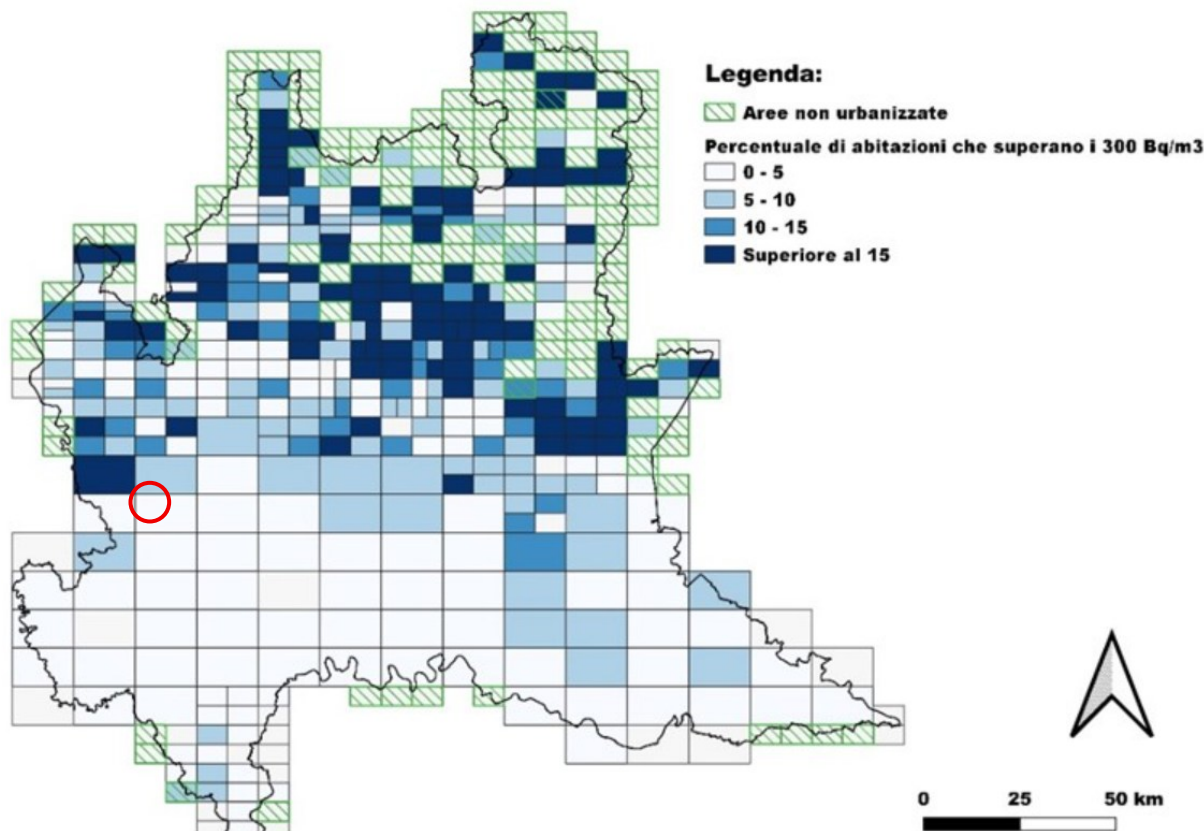 Legenda:
Aree non urbanizzate
Percentuale di abitazioni che superano i 300 Bq/m3
0 - 5
5 - 10
10 - 15
Superiore al 15
0 25 50 km